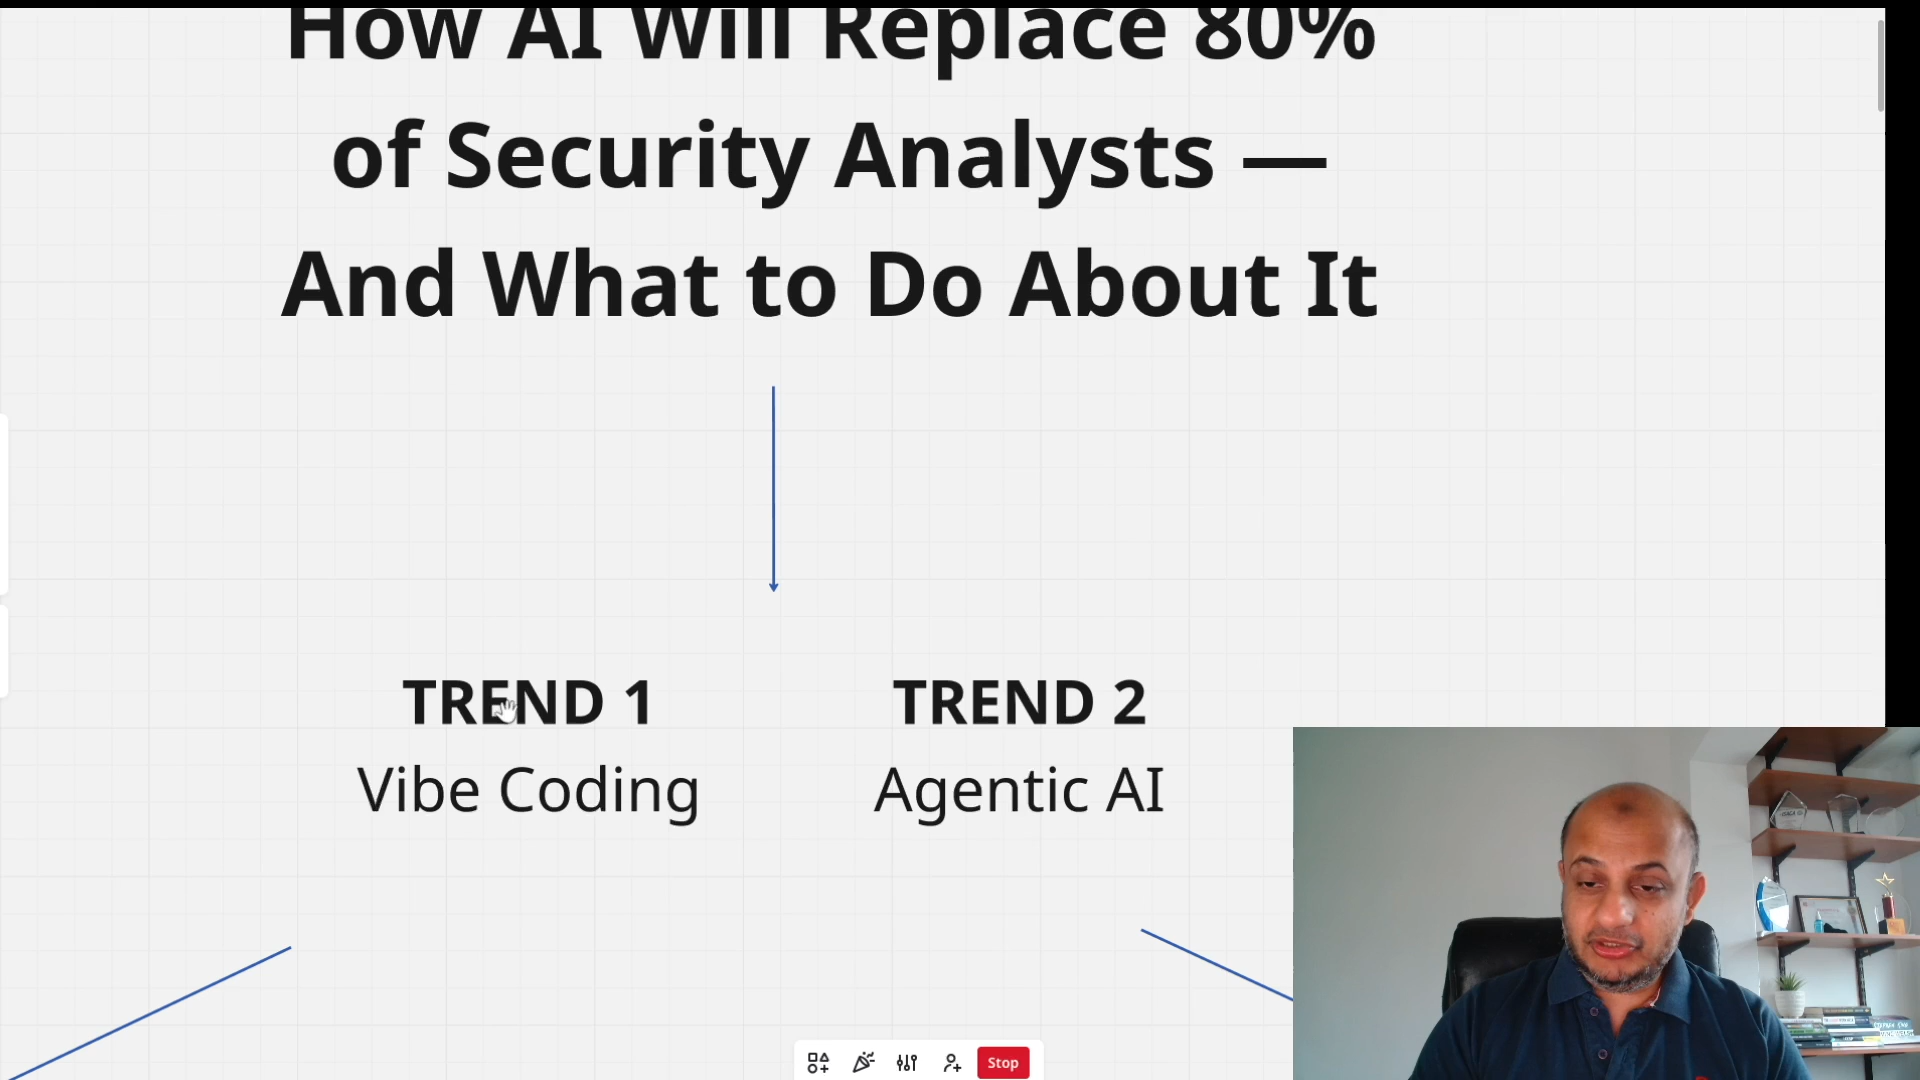 How AI Will Replace 80%
of Security Analysts —
And What to Do About It
TREND 1
Vibe Coding
TREND 2
Agentic AI
Stop